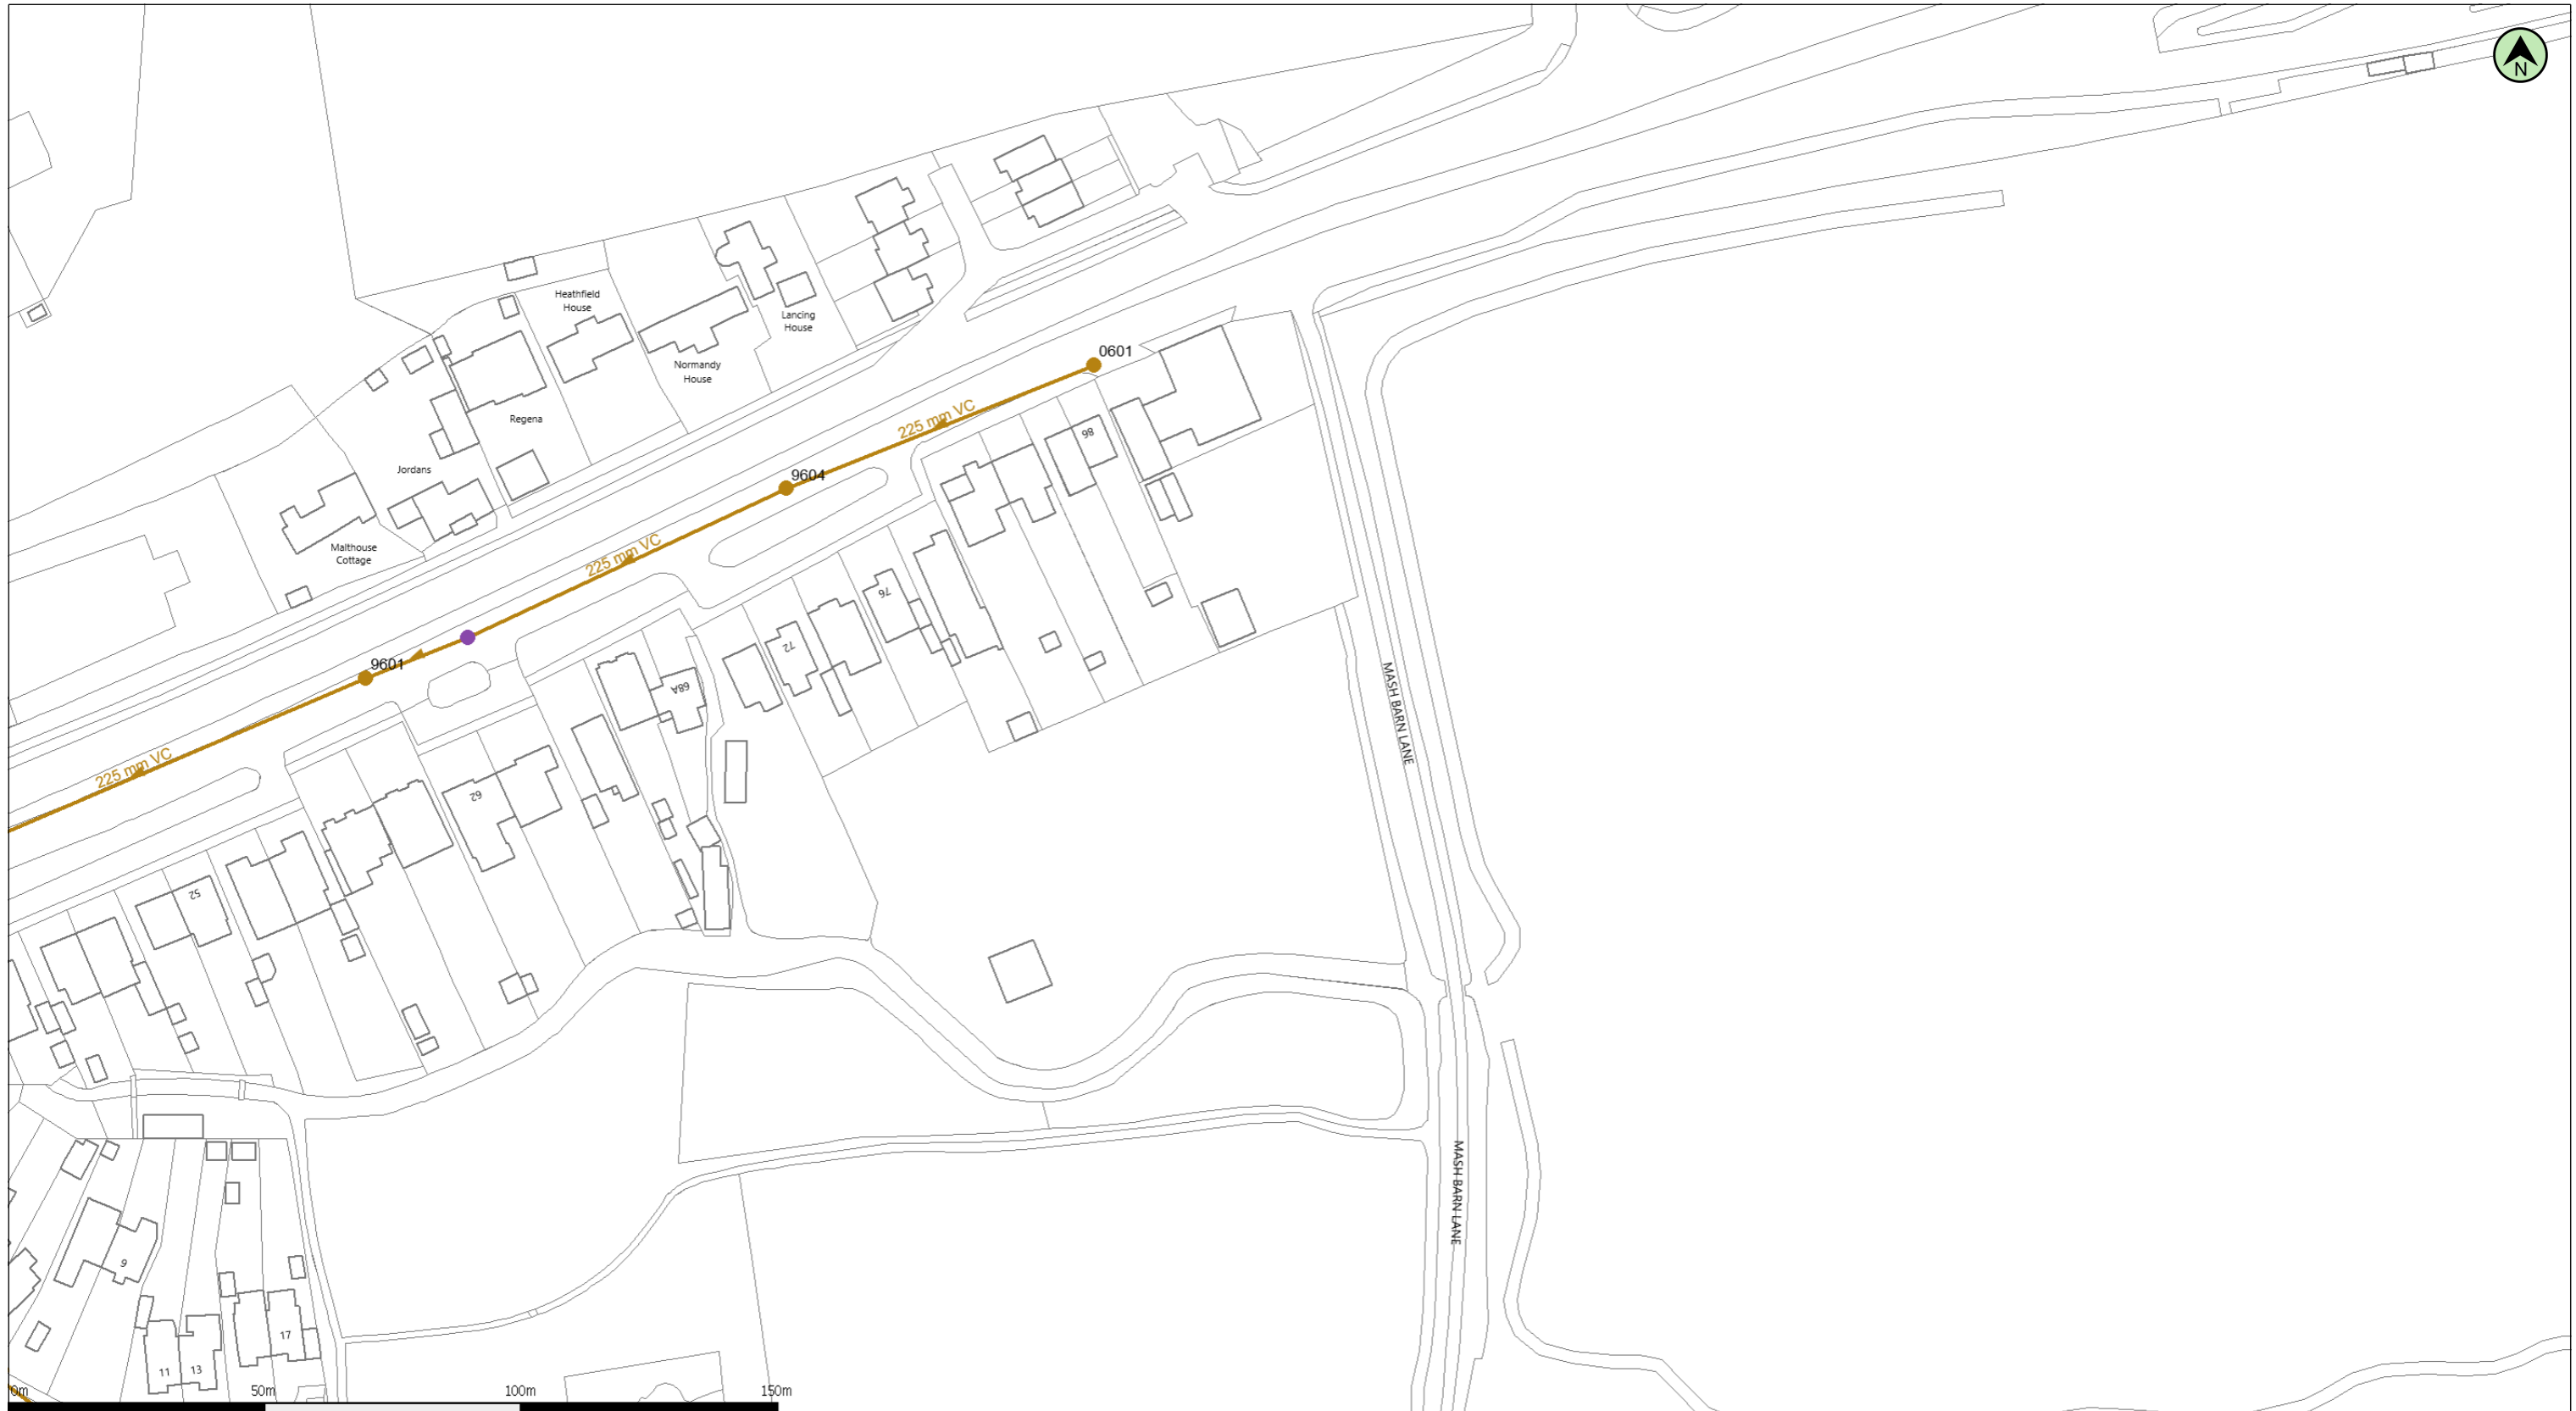 N
Heathfield
House
Lancing
House
0601
Normandy
House
225 mm VC
Regena
86
Jordans
9604
Malthouse
Cottage
225 mm VC
76
72
9601
68A
MASH BARN LANE
225 mm VC
62
52
MASH BARN LANE
9
17
11
13
0m
50m
100m
150m